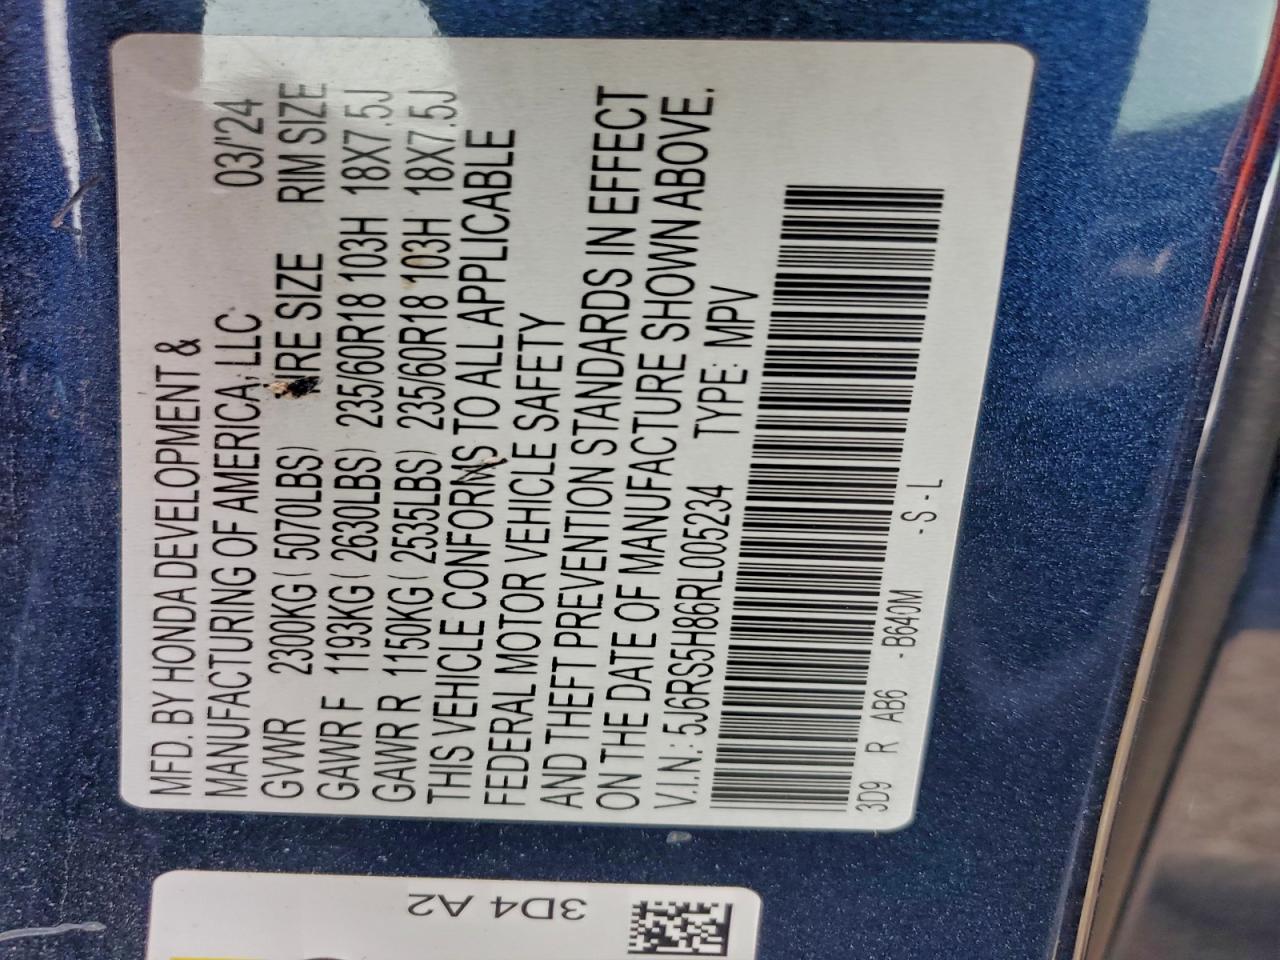 MFD. BY HONDA DEVELOPMENT &
MANUFACTURING OF AMERICA, LLC 03/'24
GVWR 2300KG ( 5070LBS) TIRE SIZE RIM SIZE
GAWR F 1193KG ( 2630LBS) 235/60R18 103H 18X7.5J
GAWR R 1150KG ( 2535LBS) 235/60R18 103H 18X7.5J
THIS VEHICLE CONFORMS TO ALL APPLICABLE
FEDERAL MOTOR VEHICLE SAFETY
AND THEFT PREVENTION STANDARDS IN EFFECT
ON THE DATE OF MANUFACTURE SHOWN ABOVE.
V.I.N.: 5J6RS5H86RL005234 TYPE: MPV
3D9 R AB6 - B640M - S - L
3D4 A2